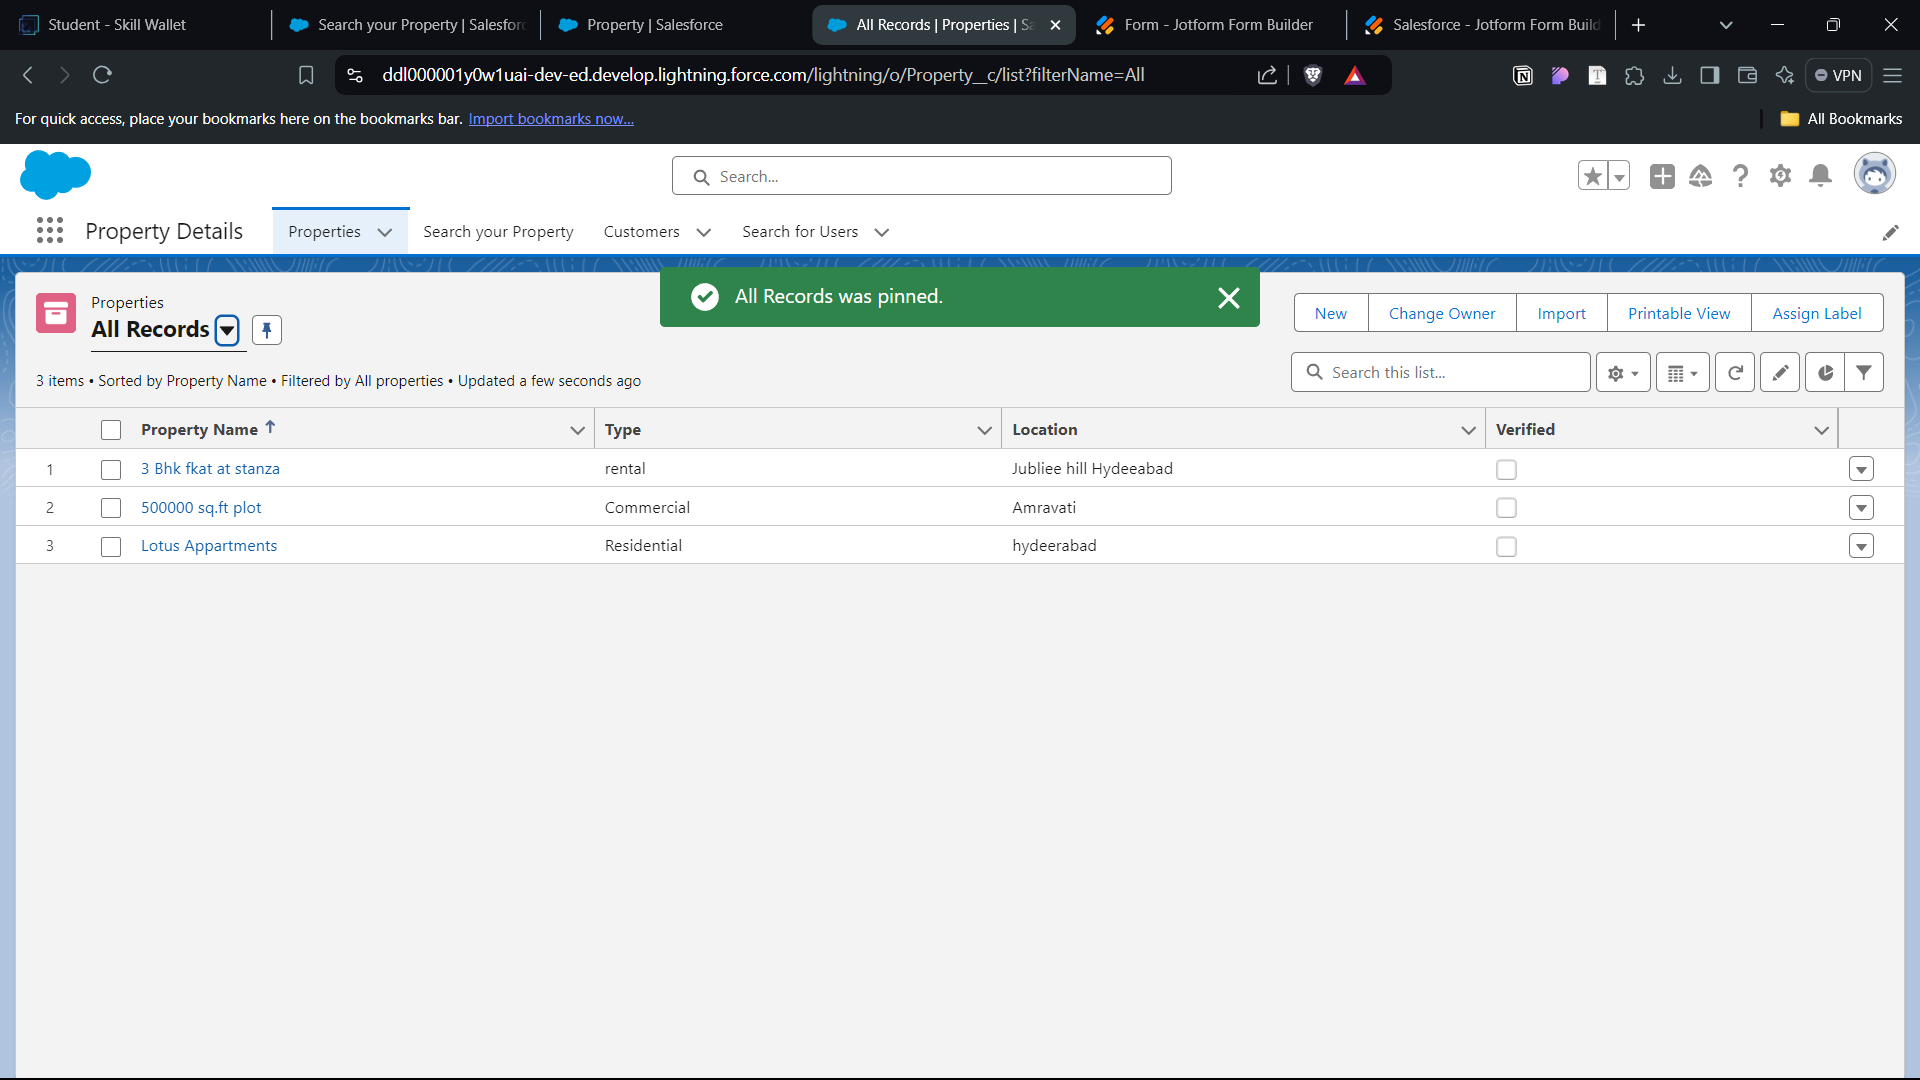 Student - Skill Wallet
Search your Property | Salesforc
Property | Salesforce
All Records | Properties | Sa
Form - Jotform Form Builder
Salesforce - Jotform Form Build
ddl000001y0w1uai-dev-ed.develop.lightning.force.com/lightning/o/Property__c/list?filterName=All
VPN
For quick access, place your bookmarks here on the bookmarks bar. Import bookmarks now...
All Bookmarks
Search...
Property Details
Properties
Search your Property
Customers
Search for Users
All Records was pinned.
Properties
All Records
New
Change Owner
Import
Printable View
Assign Label
3 items • Sorted by Property Name • Filtered by All properties • Updated a few seconds ago
Search this list...
Property Name
Type
Location
Verified
1 3 Bhk fkat at stanza rental Jubliee hill Hydeeabad
2 500000 sq.ft plot Commercial Amravati
3 Lotus Appartments Residential hydeerabad